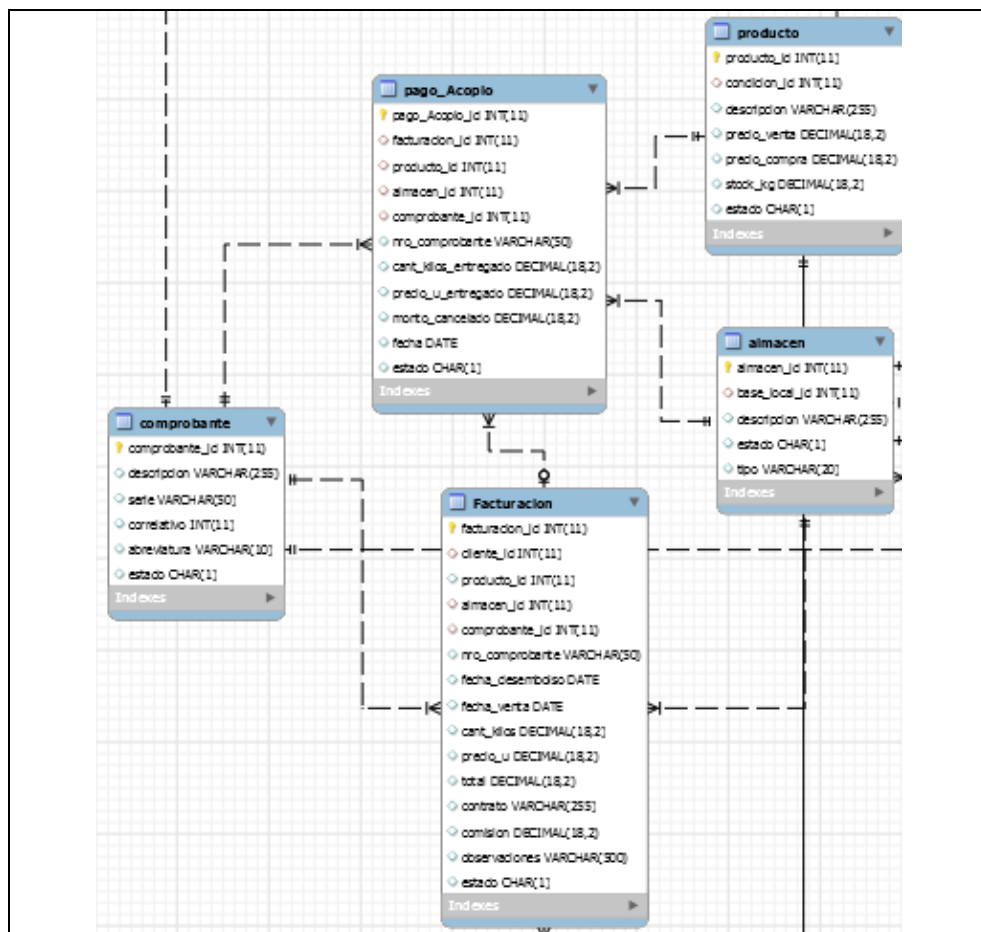 producto
producto_id INT(11)
condicion_id INT(11)
descripcion VARCHAR(255)
precio_venta DECIMAL(18,2)
precio_compra DECIMAL(18,2)
stock_kg DECIMAL(18,2)
estado CHAR(1)
Indexes
pago_Acopio
pago_Acopio_id INT(11)
facturacion_id INT(11)
producto_id INT(11)
almacen_id INT(11)
comprobante_id INT(11)
nro_comprobante VARCHAR(50)
cant_kilos_entregado DECIMAL(18,2)
precio_u_entregado DECIMAL(18,2)
monto_cancelado DECIMAL(18,2)
fecha DATE
estado CHAR(1)
Indexes
almacen
almacen_id INT(11)
base_local_id INT(11)
descripcion VARCHAR(255)
estado CHAR(1)
tipo VARCHAR(20)
Indexes
comprobante
comprobante_id INT(11)
descripcion VARCHAR(255)
serie VARCHAR(50)
correlativo INT(11)
abreviatura VARCHAR(10)
estado CHAR(1)
Indexes
Facturacion
facturacion_id INT(11)
cliente_id INT(11)
producto_id INT(11)
almacen_id INT(11)
comprobante_id INT(11)
nro_comprobante VARCHAR(50)
fecha_desembolso DATE
fecha_venta DATE
cant_kilos DECIMAL(18,2)
precio_u DECIMAL(18,2)
total DECIMAL(18,2)
contrato VARCHAR(255)
comision DECIMAL(18,2)
observaciones VARCHAR(300)
estado CHAR(1)
Indexes